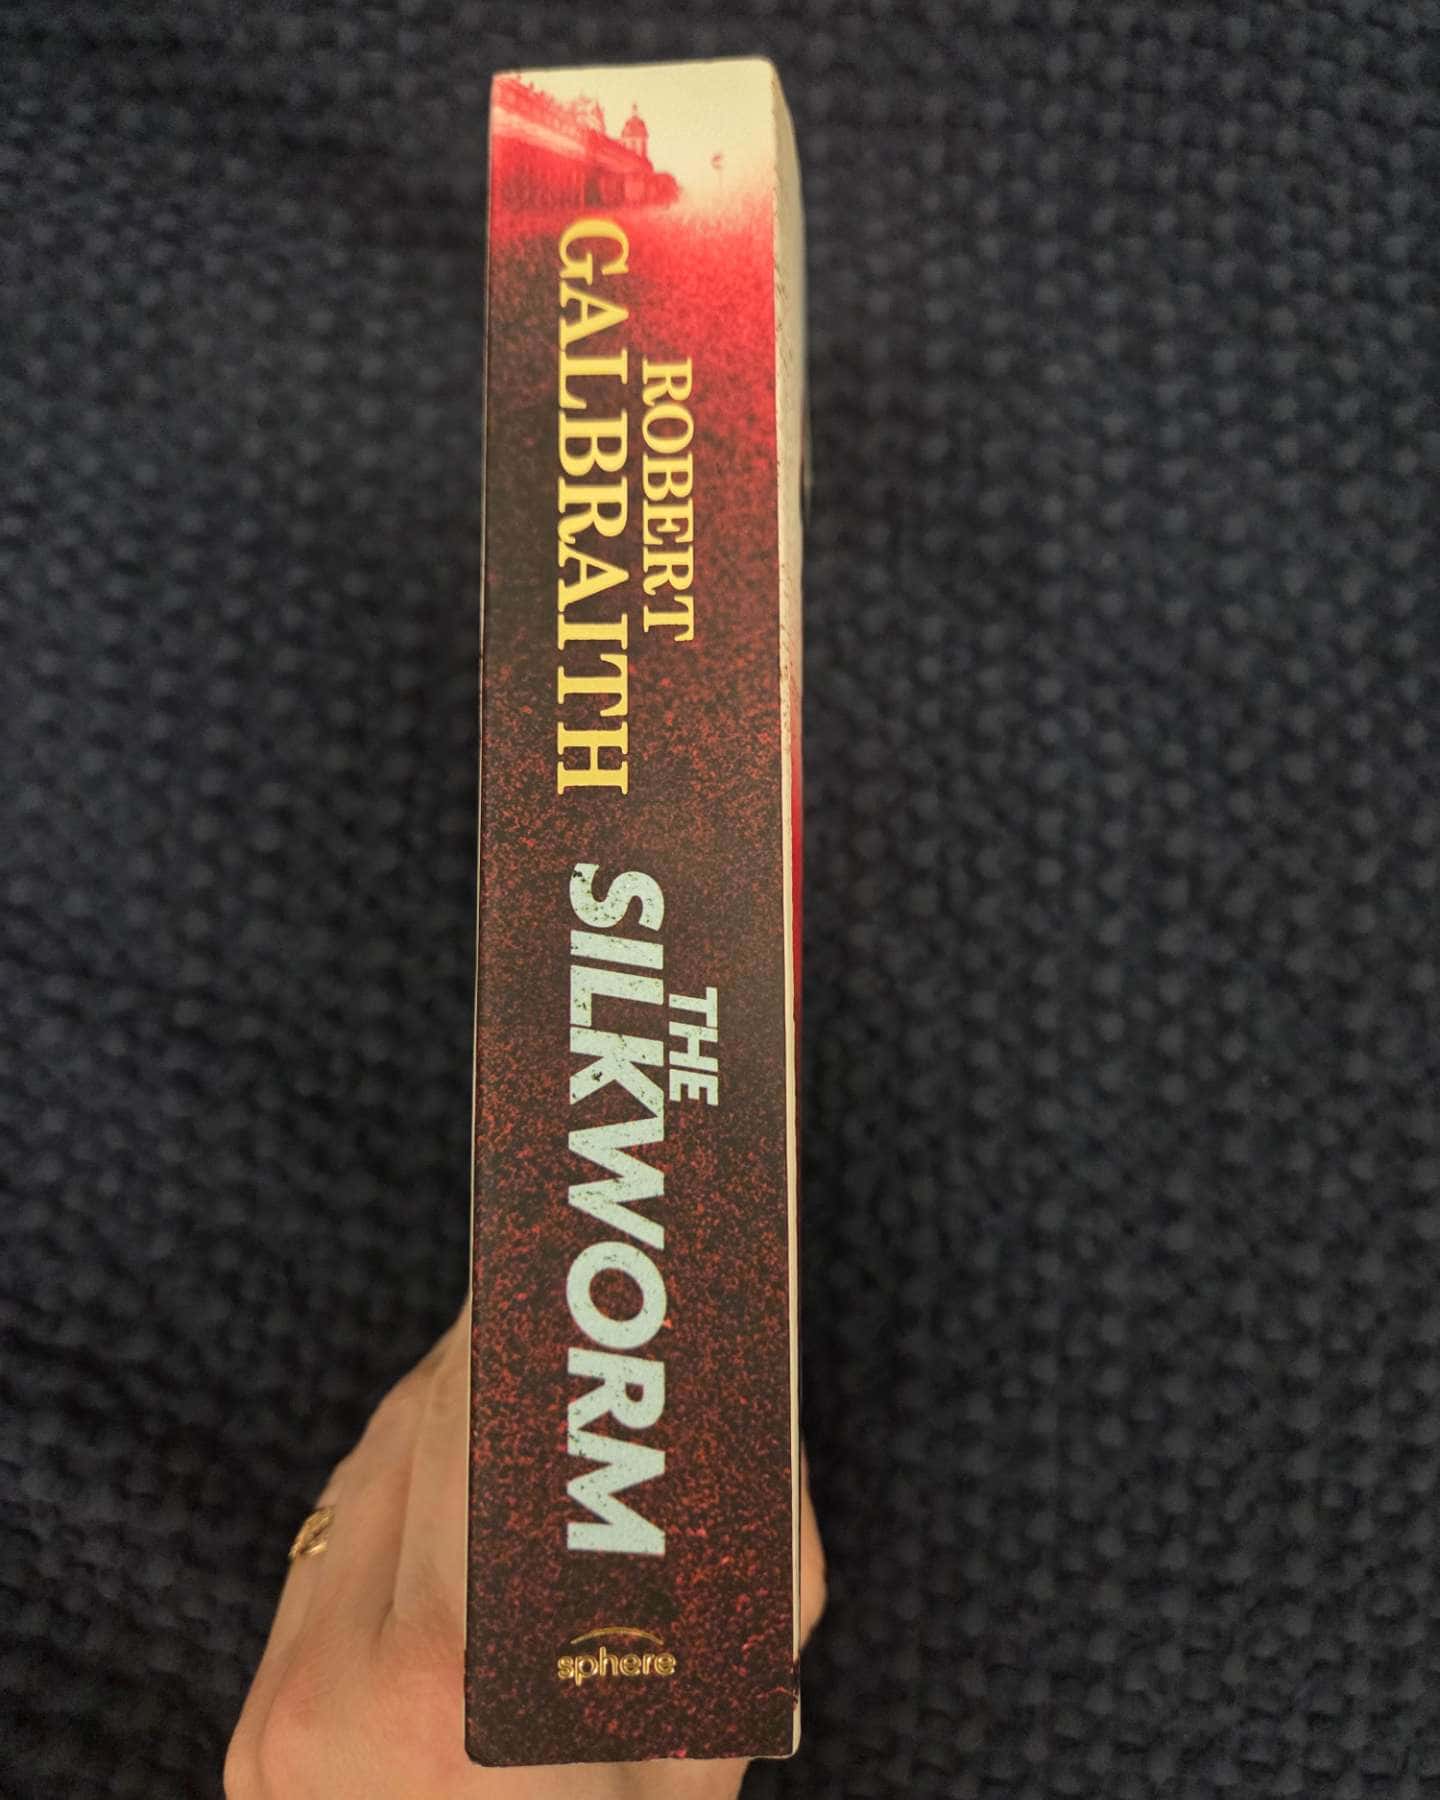 ROBERT
GALBRAITH
THE
SILKWORM
sphere